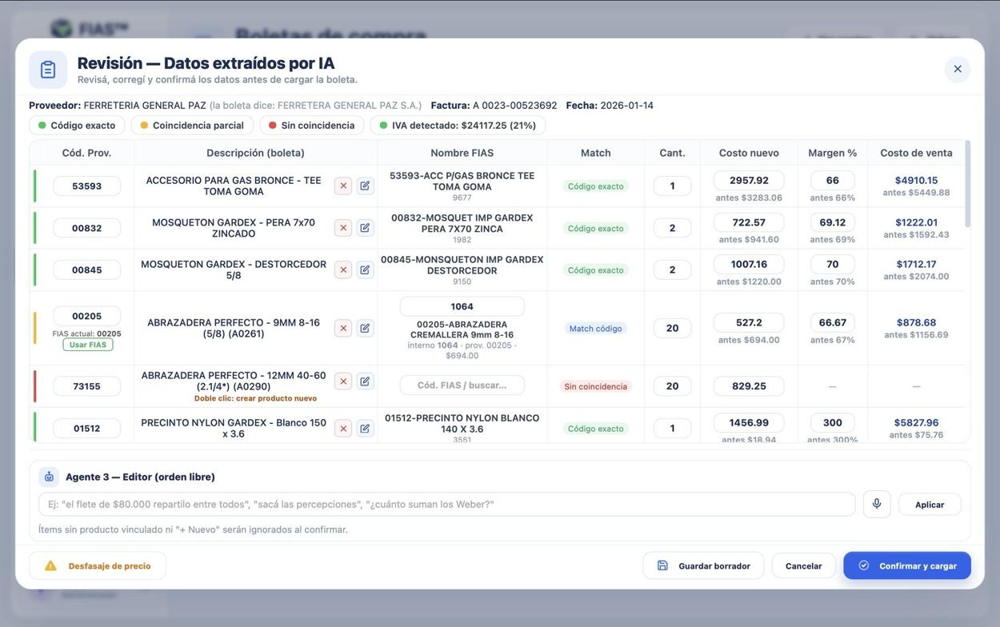 FIAS™
Boletas de compra
Revisión — Datos extraídos por IA
Revisá, corregí y confirmá los datos antes de cargar la boleta.
Proveedor: FERRETERIA GENERAL PAZ (la boleta dice: FERRETERA GENERAL PAZ S.A.) Factura: A 0023-00523692 Fecha: 2026-01-14
Código exacto Coincidencia parcial Sin coincidencia IVA detectado: $24117.25 (21%)
Cód. Prov. Descripción (boleta) Nombre FIAS Match Cant. Costo nuevo Margen % Costo de venta
53593
ACCESORIO PARA GAS BRONCE - TEE
TOMA GOMA
53593-ACC P/GAS BRONCE TEE
TOMA GOMA
9677
Código exacto
1
2957.92
antes $3283.06
66
antes 66%
$4910.15
antes $5449.88
00832
MOSQUETON GARDEX - PERA 7x70
ZINCADO
00832-MOSQUET IMP GARDEX
PERA 7X70 ZINCA
1982
Código exacto
2
722.57
antes $941.60
69.12
antes 69%
$1222.01
antes $1592.43
00845
MOSQUETON GARDEX - DESTORCEDOR
5/8
00845-MONSQUETON IMP GARDEX
DESTORCEDOR
9150
Código exacto
2
1007.16
antes $1220.00
70
antes 70%
$1712.17
antes $2074.00
00205
FIAS actual: 00205
Usar FIAS
ABRAZADERA PERFECTO - 9MM 8-16
(5/8) (A0261)
1064
00205-ABRAZADERA
CREMALLERA 9mm 8-16
interno 1064 · prov. 00205 ·
$694.00
Match código
20
527.2
antes $694.00
66.67
antes 67%
$878.68
antes $1156.69
73155
ABRAZADERA PERFECTO - 12MM 40-60
(2.1/4*) (A0290)
Doble clic: crear producto nuevo
Cód. FIAS / buscar...
Sin coincidencia
20
829.25
—
—
01512
PRECINTO NYLON GARDEX - Blanco 150
x 3.6
01512-PRECINTO NYLON BLANCO
140 X 3.6
3551
Código exacto
1
1456.99
antes $18.94
300
antes 300%
$5827.96
antes $75.76
Agente 3 — Editor (orden libre)
Ej: "el flete de $80.000 repartilo entre todos", "sacá las percepciones", "¿cuánto suman los Weber?"
Aplicar
Ítems sin producto vinculado ni "+ Nuevo" serán ignorados al confirmar.
Desfasaje de precio
Guardar borrador
Cancelar
Confirmar y cargar